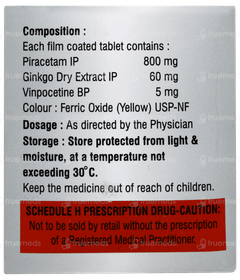 Composition :
Each film coated tablet contains :
Piracetam IP 800 mg
Ginkgo Dry Extract IP 60 mg
Vinpocetine BP 5 mg
Colour : Ferric Oxide (Yellow) USP-NF
Dosage : As directed by the Physician
Storage : Store protected from light &
moisture, at a temperature not
exceeding 30°C.
Keep the medicine out of reach of children.
SCHEDULE H PRESCRIPTION DRUG-CAUTION:
Not to be sold by retail without the prescription
of a Registered Medical Practitioner.